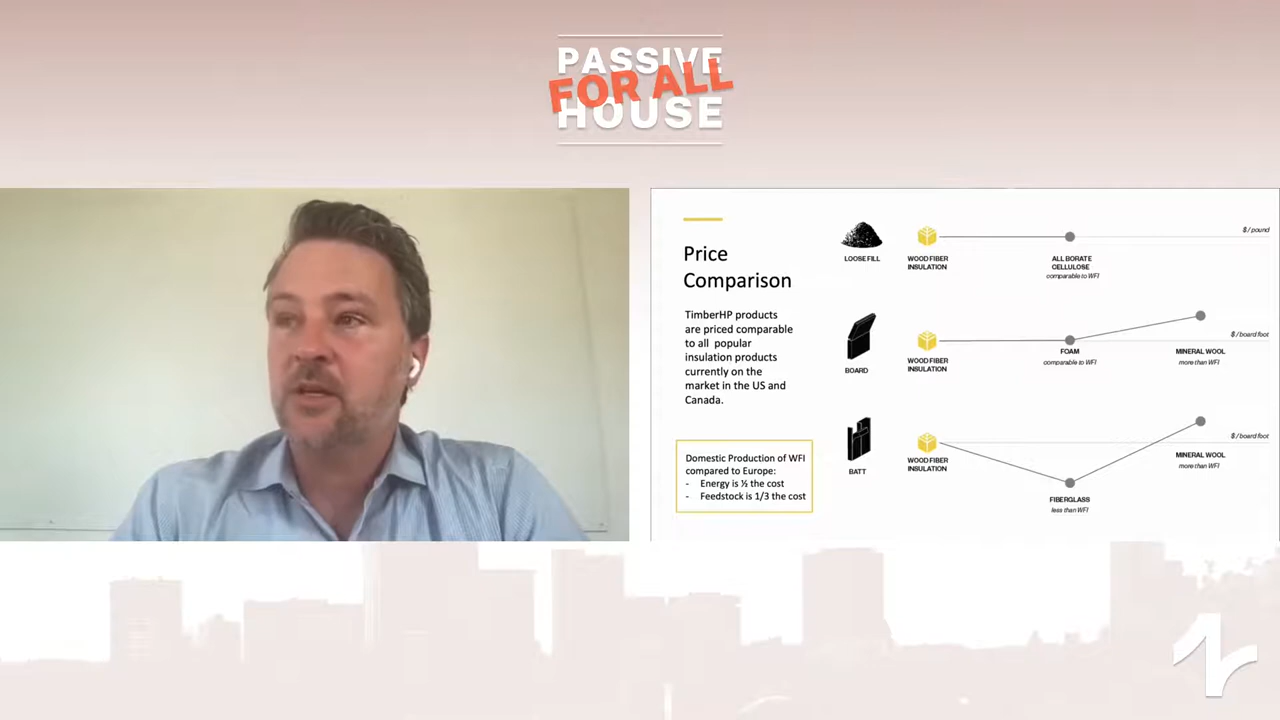 PASSIVE
FOR ALL
HOUSE
Price
Comparison
TimberHP products
are priced comparable
to all popular
insulation products
currently on the
market in the US and
Canada.
Domestic Production of WFI
compared to Europe:
- Energy is ½ the cost
- Feedstock is 1/3 the cost
LOOSE FILL
WOOD FIBER
INSULATION
ALL BORATE
CELLULOSE
comparable to WFI
$ / pound
BOARD
WOOD FIBER
INSULATION
FOAM
comparable to WFI
MINERAL WOOL
more than WFI
$ / board foot
BATT
WOOD FIBER
INSULATION
FIBERGLASS
less than WFI
MINERAL WOOL
more than WFI
$ / board foot